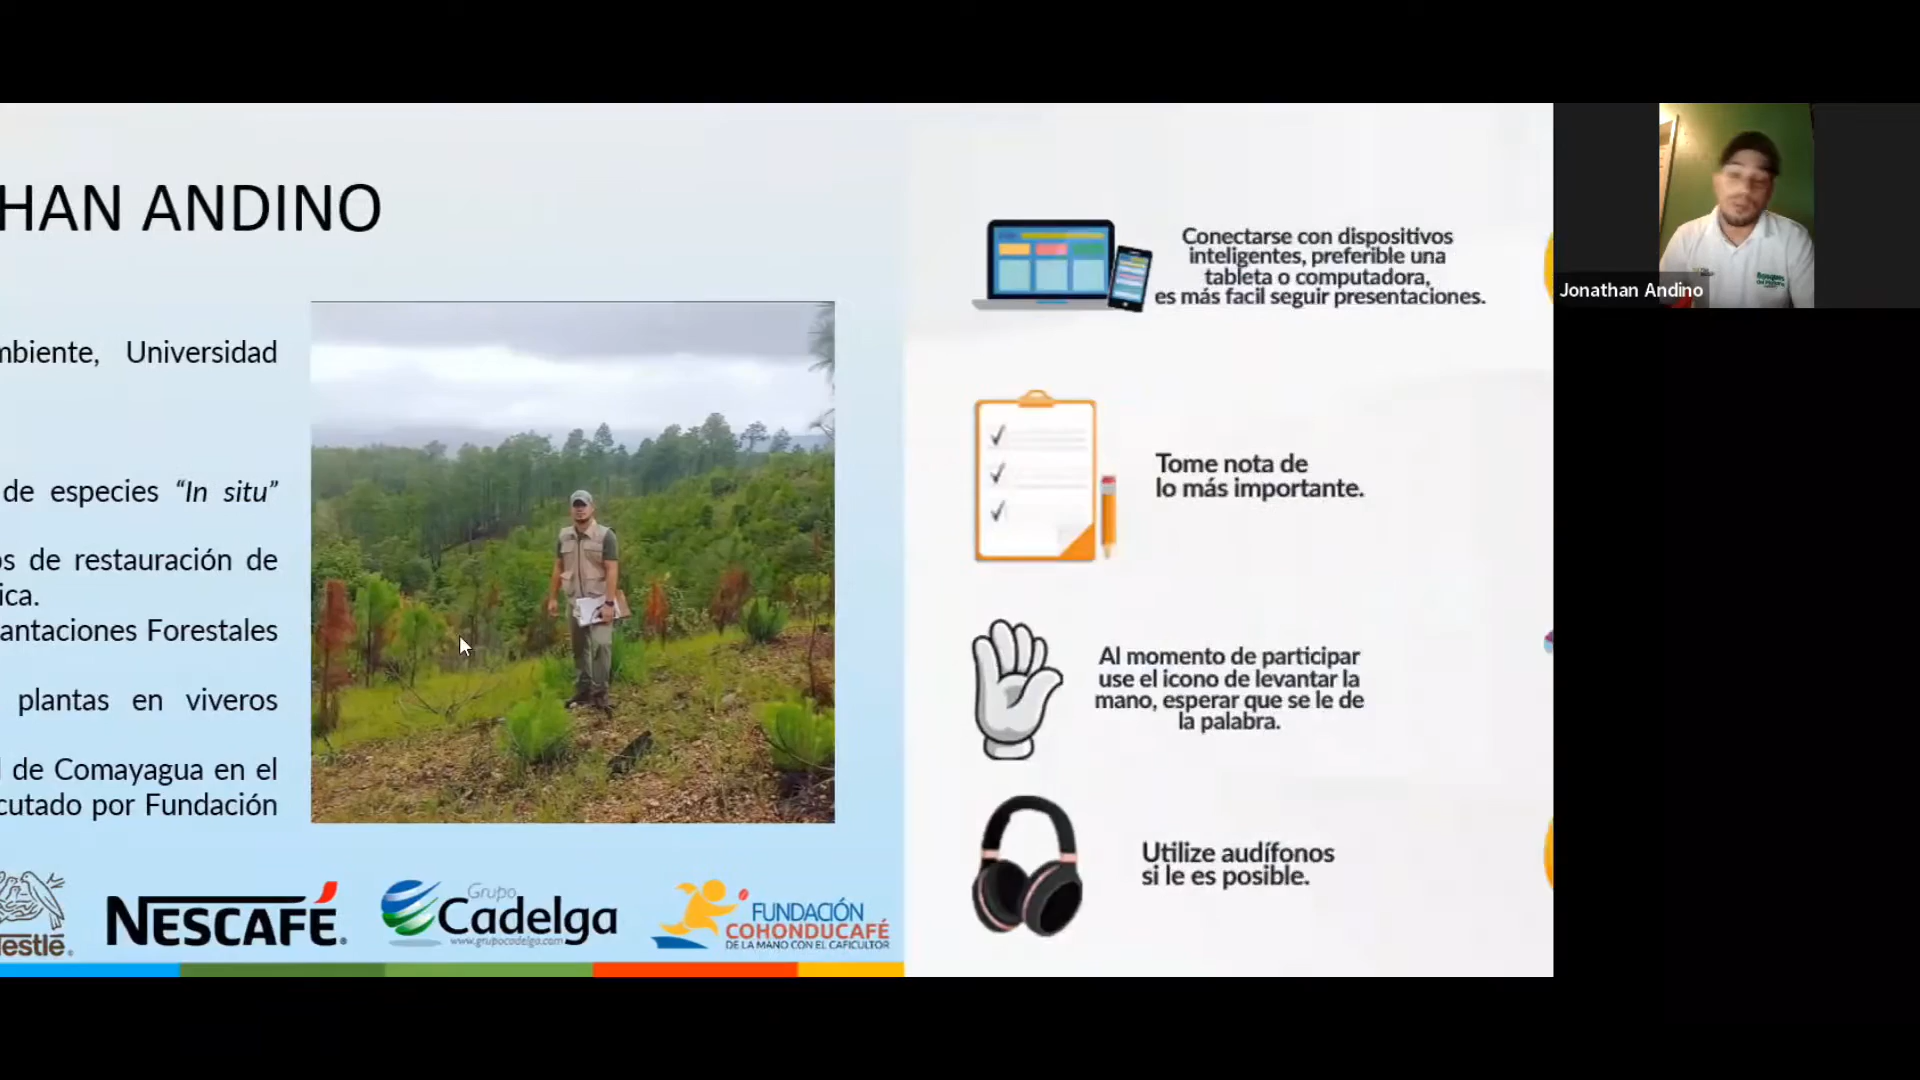 HAN ANDINO
mbiente, Universidad
de especies “In situ”
os de restauración de
ica.
antaciones Forestales
plantas en viveros
l de Comayagua en el
cutado por Fundación
estlé®
NESCAFÉ®
Grupo
Cadelga
www.grupocadelga.com
FUNDACIÓN
COHONDUCAFÉ
DE LA MANO CON EL CAFICULTOR
Conectarse con dispositivos
inteligentes, preferible una
tableta o computadora,
es más facil seguir presentaciones.
Tome nota de
lo más importante.
Al momento de participar
use el icono de levantar la
mano, esperar que se le de
la palabra.
Utilize audífonos
si le es posible.
Jonathan Andino